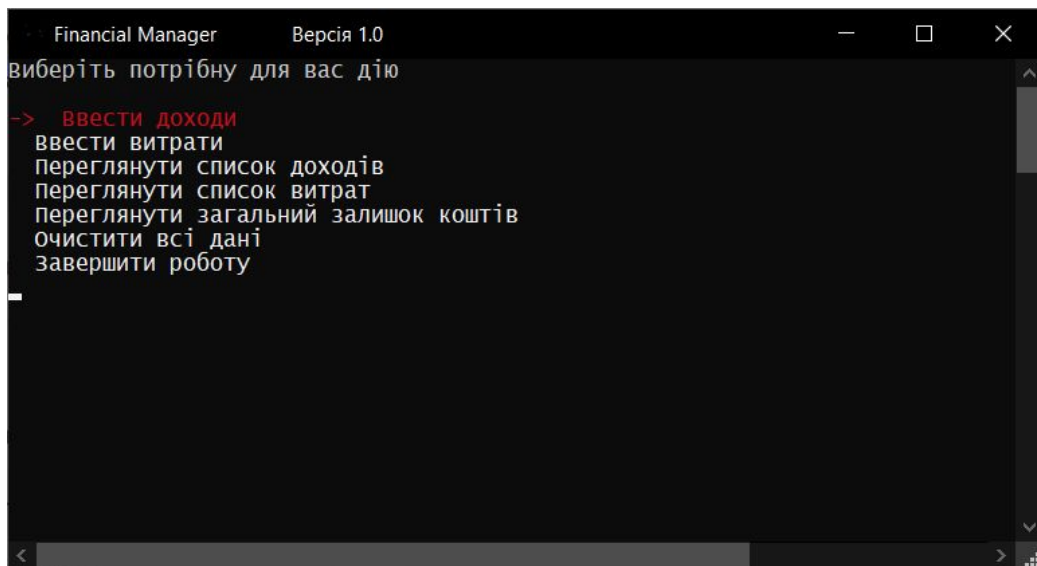 Financial Manager Версія 1.0
Виберіть потрібну для вас дію
-> Ввести доходи
Ввести витрати
Переглянути список доходів
Переглянути список витрат
Переглянути загальний залишок коштів
Очистити всі дані
Завершити роботу